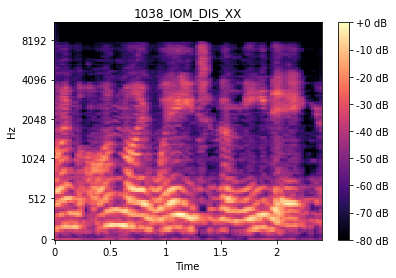 1038_IOM_DIS_XX
+0 dB
8192
-10 dB
4096
-20 dB
-30 dB
2048
Hz
-40 dB
1024
-50 dB
512
-60 dB
-70 dB
0
-80 dB
0
0.5
1
1.5
2
Time